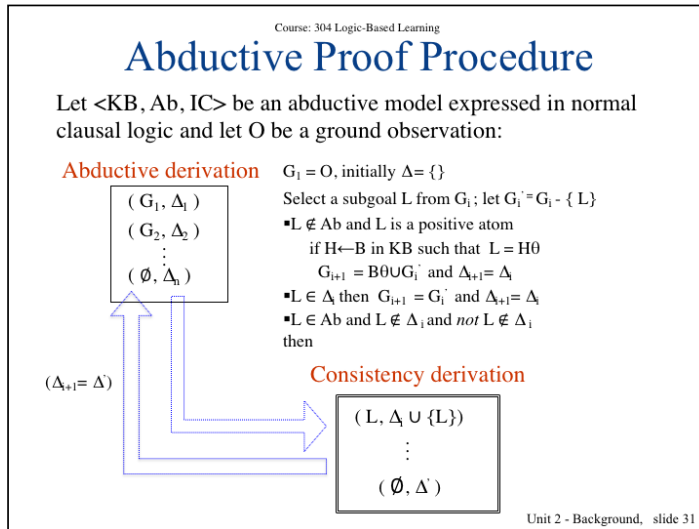 Course: 304 Logic-Based Learning
Abductive Proof Procedure
Let <KB, Ab, IC> be an abductive model expressed in normal
clausal logic and let O be a ground observation:
Abductive derivation
( G₁, Δ₁ )
( G₂, Δ₂ )
⋮
( ∅, Δₙ )
G₁ = O, initially Δ= {}
Select a subgoal L from Gᵢ ; let Gᵢ' = Gᵢ - { L}
▪L ∉ Ab and L is a positive atom
if H←B in KB such that L = Hθ
Gᵢ₊₁ = Bθ∪Gᵢ' and Δᵢ₊₁= Δᵢ
▪L ∈ Δᵢ then Gᵢ₊₁ = Gᵢ' and Δᵢ₊₁= Δᵢ
▪L ∈ Ab and L ∉ Δᵢ and not L ∉ Δᵢ
then
(Δᵢ₊₁= Δ')
Consistency derivation
( L, Δᵢ ∪ {L})
⋮
( ∅, Δ' )
Unit 2 - Background, slide 31